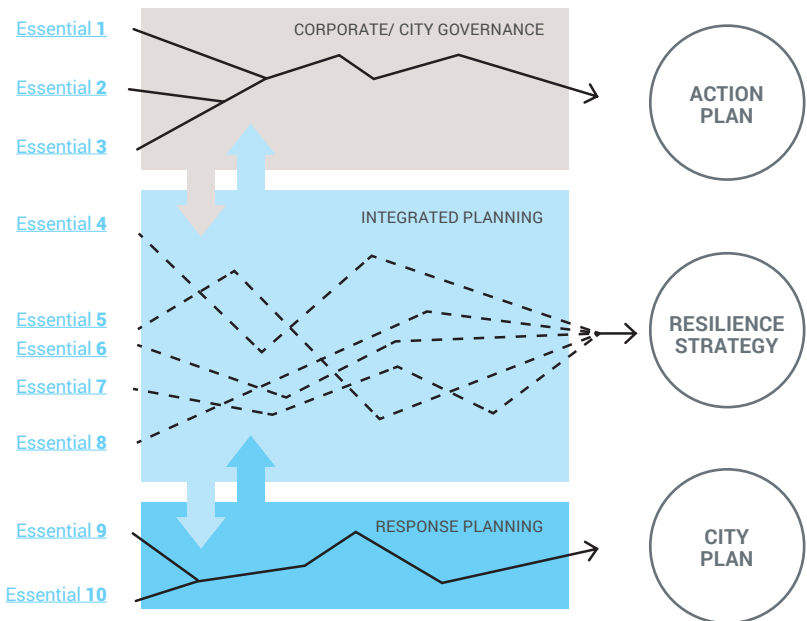 Essential 1
CORPORATE/ CITY GOVERNANCE
Essential 2
Essential 3
ACTION
PLAN
Essential 4
INTEGRATED PLANNING
Essential 5
Essential 6
Essential 7
Essential 8
RESILIENCE
STRATEGY
Essential 9
RESPONSE PLANNING
Essential 10
CITY
PLAN